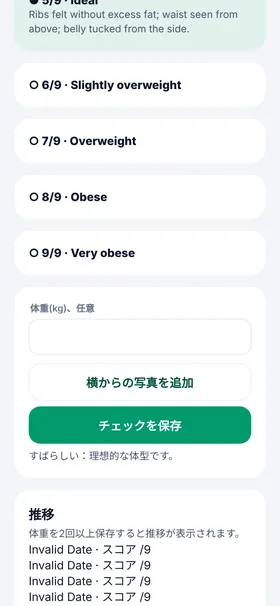 ● 5/9 · Ideal
Ribs felt without excess fat; waist seen from
above; belly tucked from the side.
○ 6/9 · Slightly overweight
○ 7/9 · Overweight
○ 8/9 · Obese
○ 9/9 · Very obese
体重(kg)、任意
横からの写真を追加
チェックを保存
すばらしい：理想的な体型です。
推移
体重を2回以上保存すると推移が表示されます。
Invalid Date · スコア /9
Invalid Date · スコア /9
Invalid Date · スコア /9
Invalid Date · スコア /9